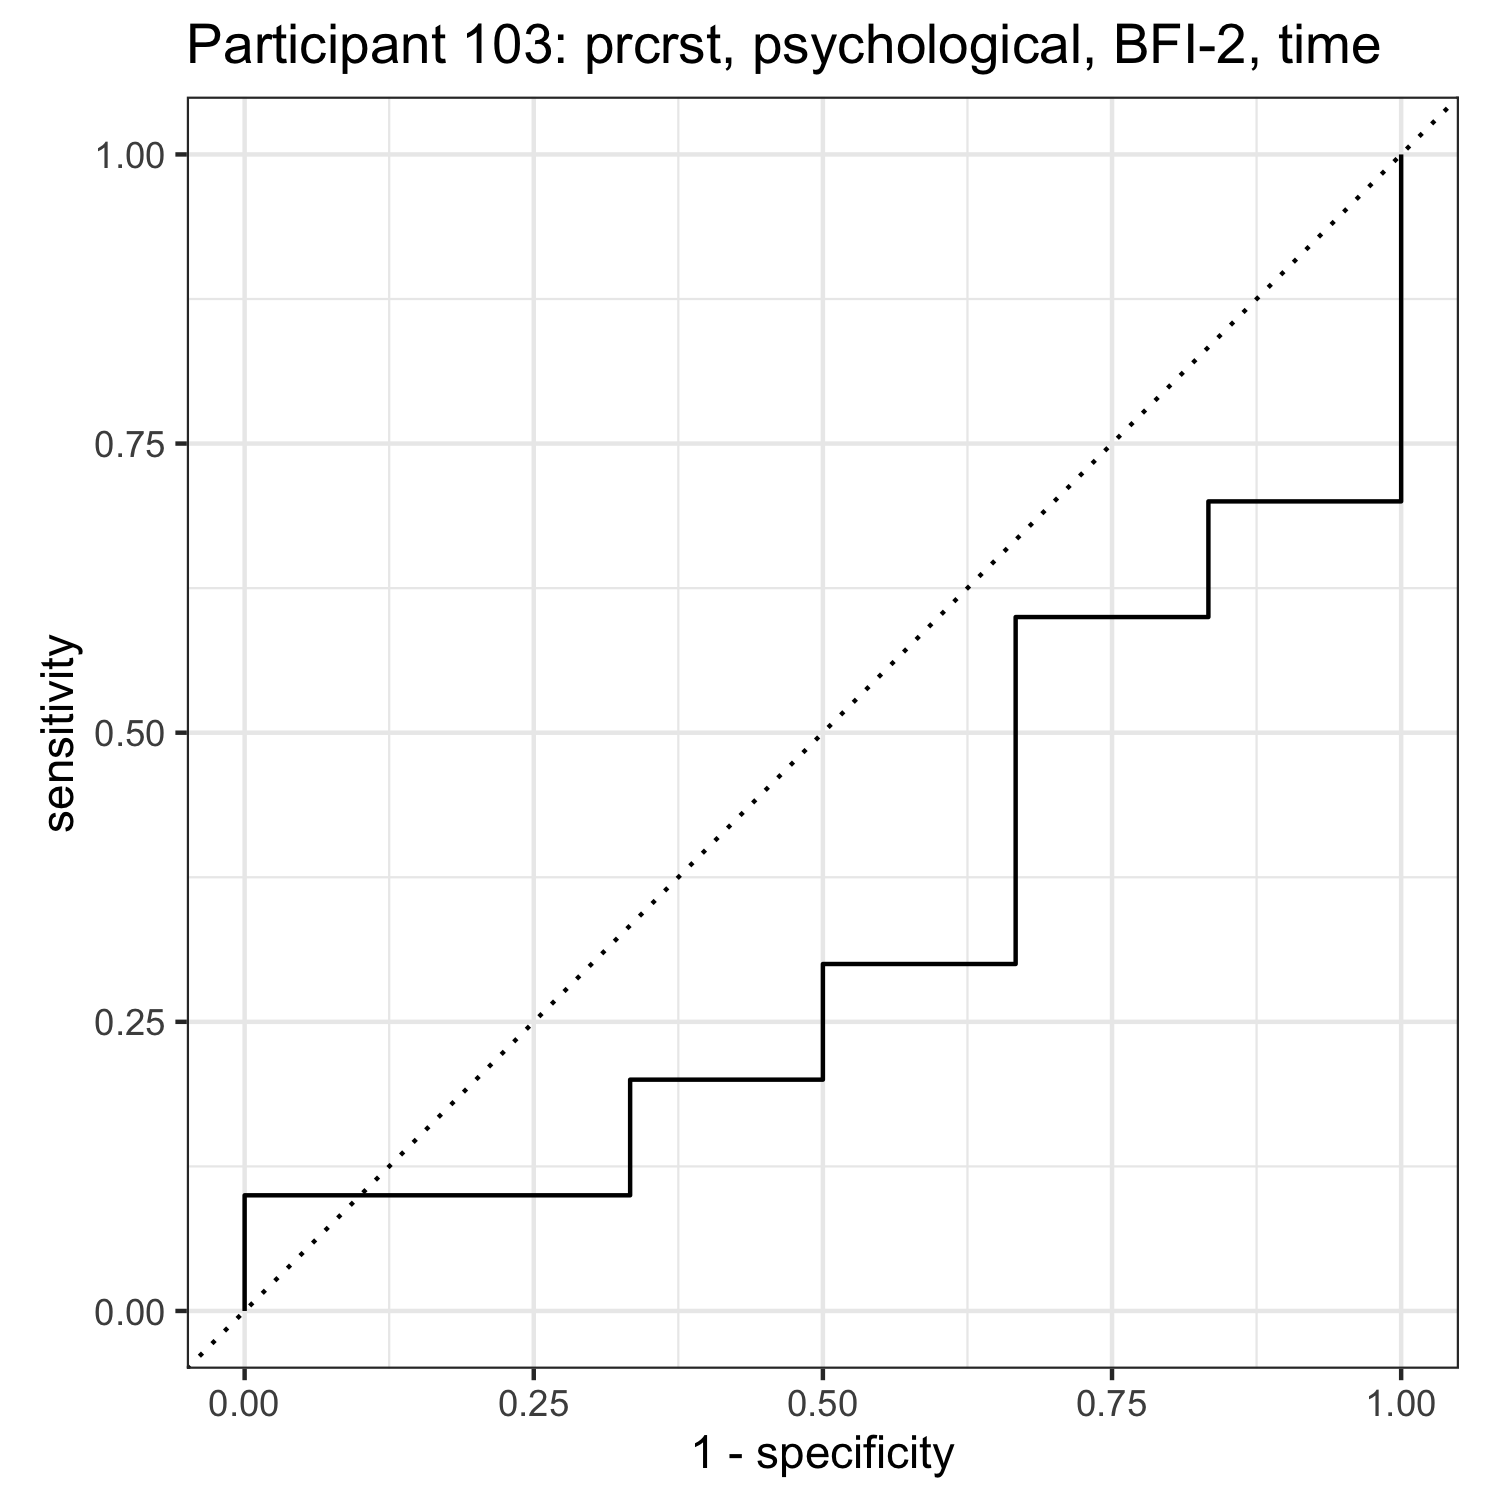 Participant 103: prcrst, psychological, BFI-2, time
1.00
0.75
0.50
0.25
0.00
sensitivity
0.00 0.25 0.50 0.75 1.00
1 - specificity